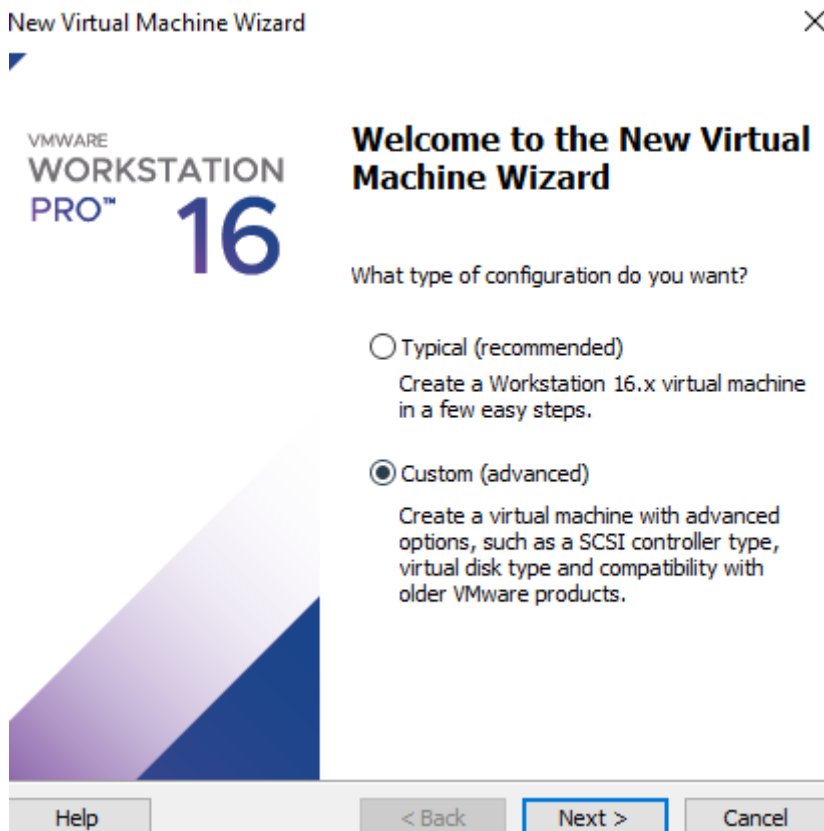 New Virtual Machine Wizard
VMWARE
WORKSTATION
PRO™ 16
Welcome to the New Virtual
Machine Wizard
What type of configuration do you want?
Typical (recommended)
Create a Workstation 16.x virtual machine
in a few easy steps.
Custom (advanced)
Create a virtual machine with advanced
options, such as a SCSI controller type,
virtual disk type and compatibility with
older VMware products.
Help < Back Next > Cancel